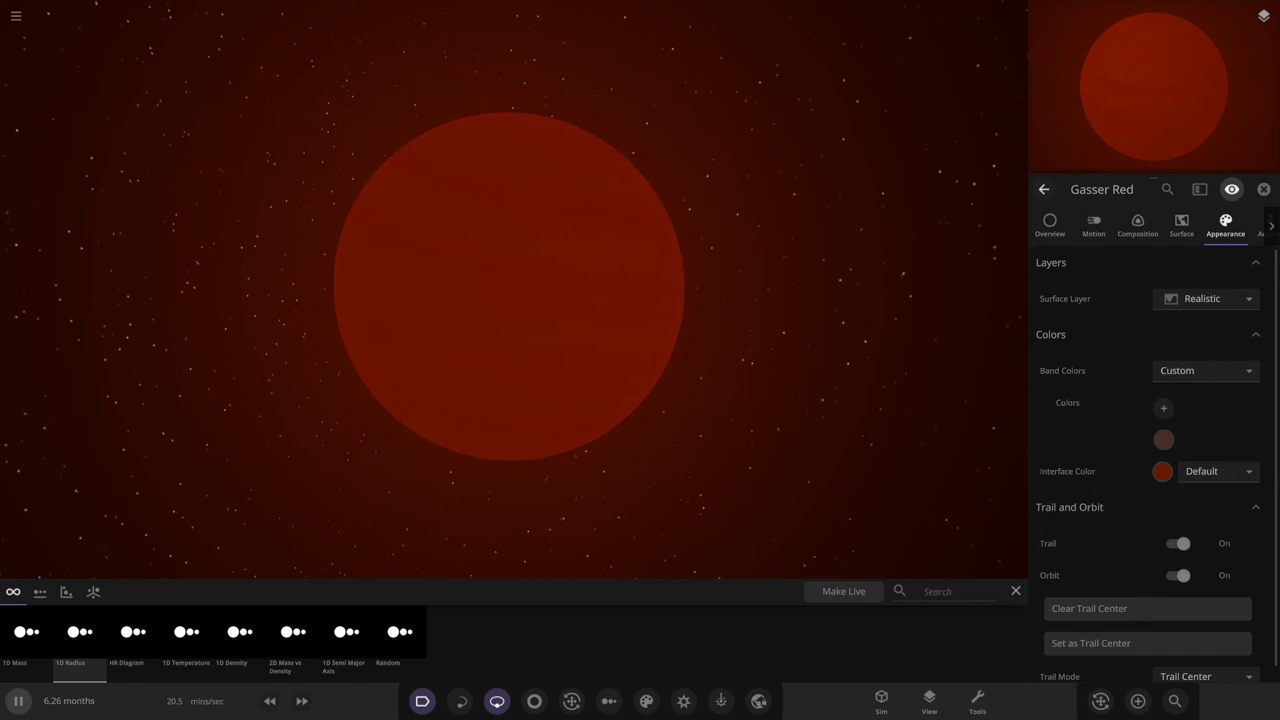 Gasser Red
Overview
Motion
Composition
Surface
Appearance
Layers
Surface Layer
Realistic
Colors
Band Colors
Custom
Colors
Interface Color
Default
Trail and Orbit
Trail
On
Orbit
On
Clear Trail Center
Set as Trail Center
Trail Mode
Trail Center
Make Live
Search
1D Mass
1D Radius
HR Diagram
1D Temperature
1D Density
2D Mass vs
Density
1D Semi Major
Axis
Random
6.26 months
20.5 mins/sec
Sim
View
Tools